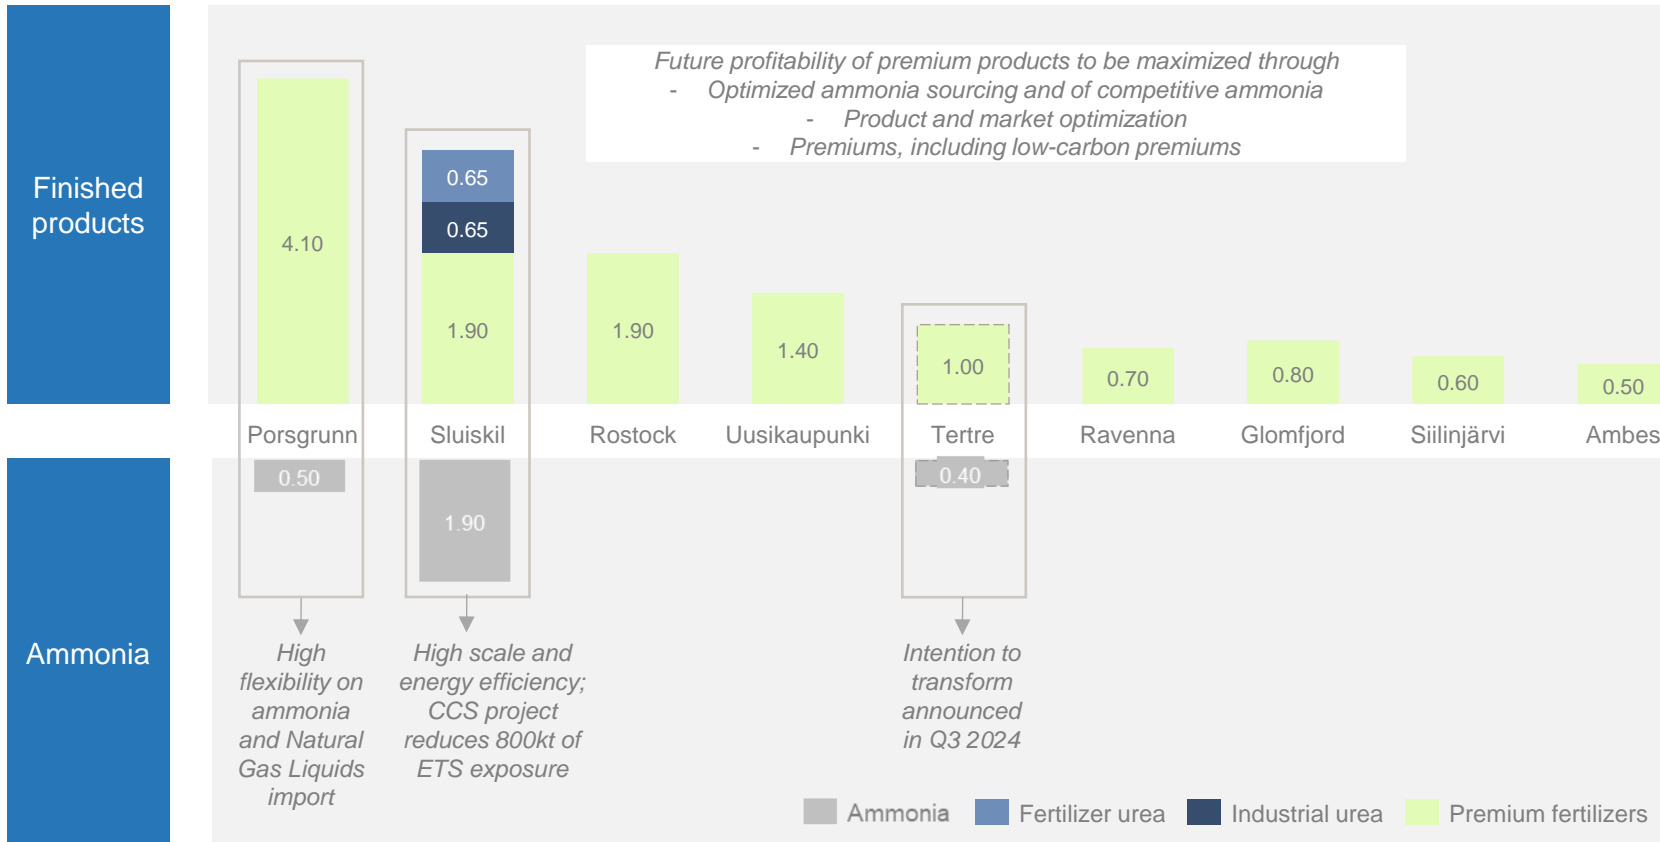 Finished
products
Future profitability of premium products to be maximized through
- Optimized ammonia sourcing and of competitive ammonia
- Product and market optimization
- Premiums, including low-carbon premiums
4.10
0.65
0.65
1.90
1.90
1.40
1.00
0.70
0.80
0.60
0.50
Porsgrunn
Sluiskil
Rostock
Uusikaupunki
Tertre
Ravenna
Glomfjord
Siilinjärvi
Ambes
Ammonia
0.50
1.90
0.40
High
flexibility on
ammonia
and Natural
Gas Liquids
import
High scale and
energy efficiency;
CCS project
reduces 800kt of
ETS exposure
Intention to
transform
announced
in Q3 2024
Ammonia
Fertilizer urea
Industrial urea
Premium fertilizers